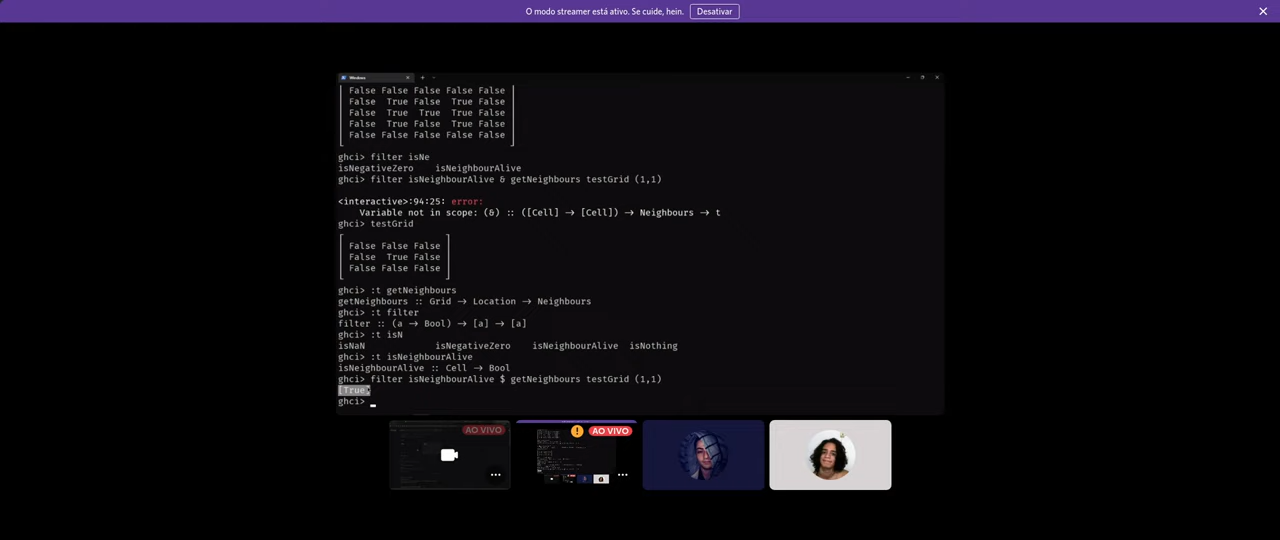 O modo streamer está ativo. Se cuide, hein. Desativar
Windows
False False False False False
False True False True False
False True True True False
False True False True False
False False False False False
ghci> filter isNe
isNegativeZero isNeighbourAlive
ghci> filter isNeighbourAlive & getNeighbours testGrid (1,1)
<interactive>:94:25: error:
Variable not in scope: (&) :: ([Cell] → [Cell]) → Neighbours → t
ghci> testGrid
False False False
False True False
False False False
ghci> :t getNeighbours
getNeighbours :: Grid → Location → Neighbours
ghci> :t filter
filter :: (a → Bool) → [a] → [a]
ghci> :t isN
isNaN isNegativeZero isNeighbourAlive isNothing
ghci> :t isNeighbourAlive
isNeighbourAlive :: Cell → Bool
ghci> filter isNeighbourAlive $ getNeighbours testGrid (1,1)
[True]
ghci>
AO VIVO
AO VIVO